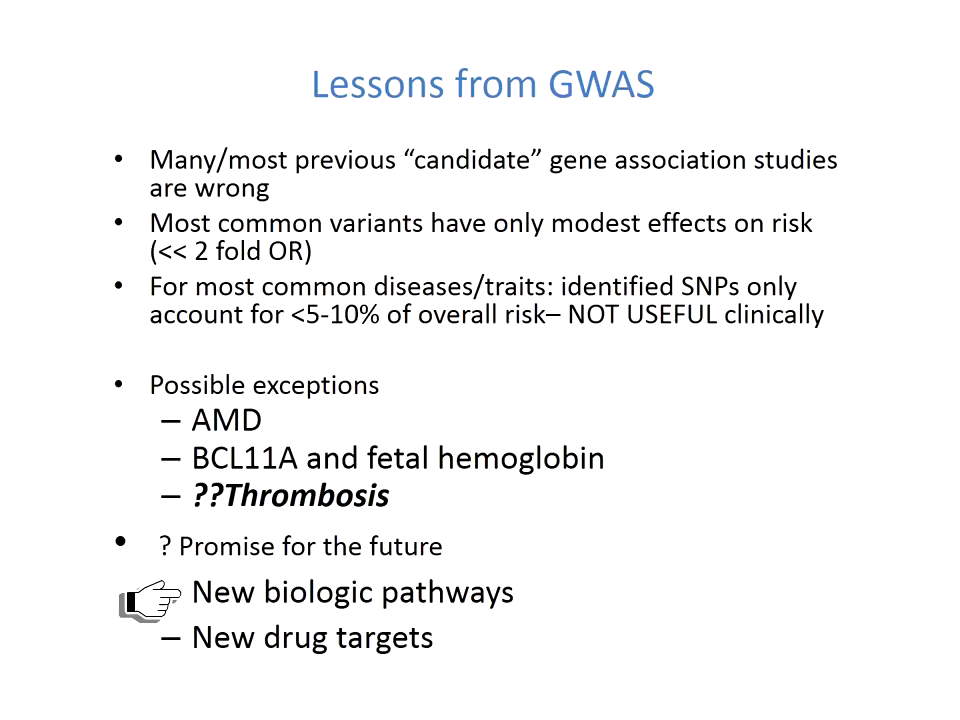 Lessons from GWAS
• Many/most previous “candidate” gene association studies
are wrong
• Most common variants have only modest effects on risk
(<< 2 fold OR)
• For most common diseases/traits: identified SNPs only
account for <5-10% of overall risk– NOT USEFUL clinically
• Possible exceptions
– AMD
– BCL11A and fetal hemoglobin
– ??Thrombosis
• ? Promise for the future
New biologic pathways
– New drug targets